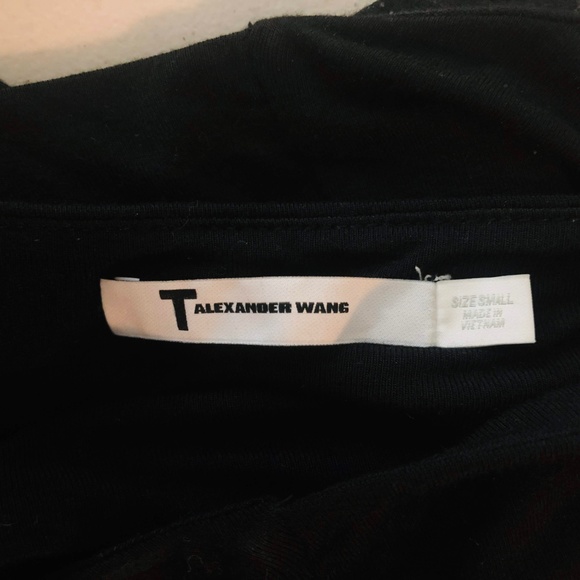 T ALEXANDER WANG
SIZE SMALL
MADE IN
VIETNAM